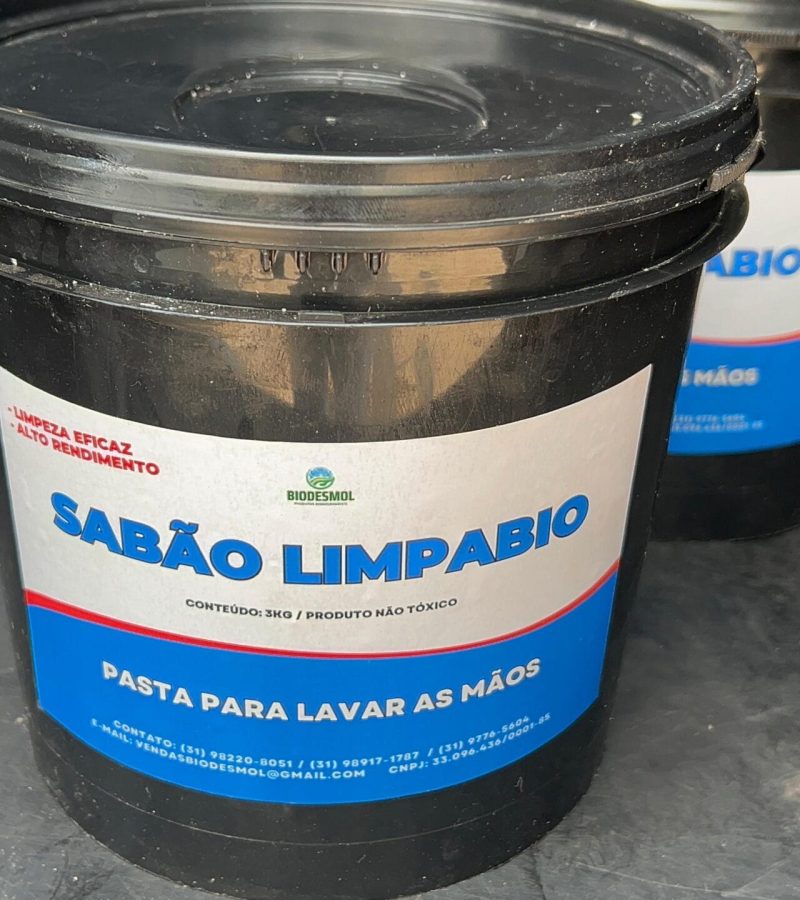 - LIMPEZA EFICAZ
- ALTO RENDIMENTO
BIODESMOL
SABÃO LIMPABIO
CONTEÚDO: 3KG / PRODUTO NÃO TÓXICO
PASTA PARA LAVAR AS MÃOS
CONTATO: (31) 98220-8051 / (31) 98917-1787 / (31) 9776-5604
E-MAIL: VENDASBIODESMOL@GMAIL.COM CNPJ: 33.096.436/0001-85
ABIO
S MÃOS